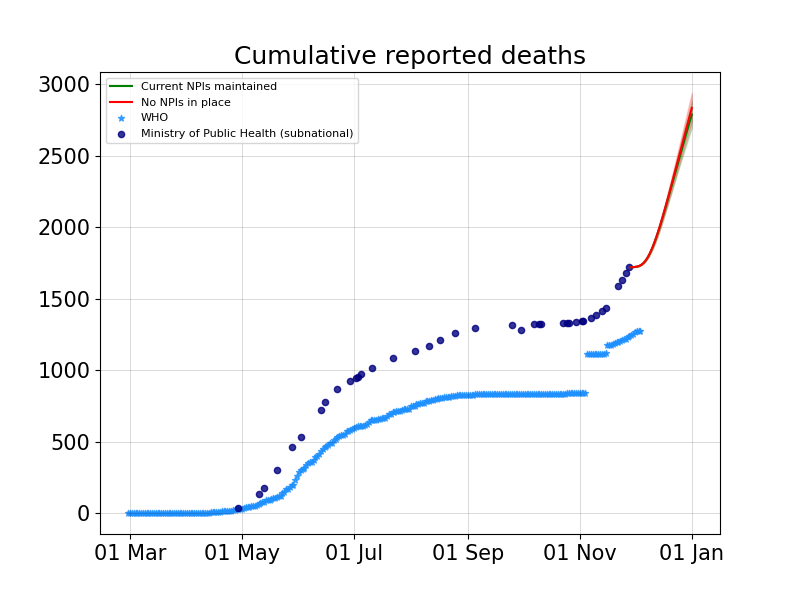 Cumulative reported deaths
Current NPIs maintained
No NPIs in place
WHO
Ministry of Public Health (subnational)
3000
2500
2000
1500
1000
500
0
01 Mar
01 May
01 Jul
01 Sep
01 Nov
01 Jan